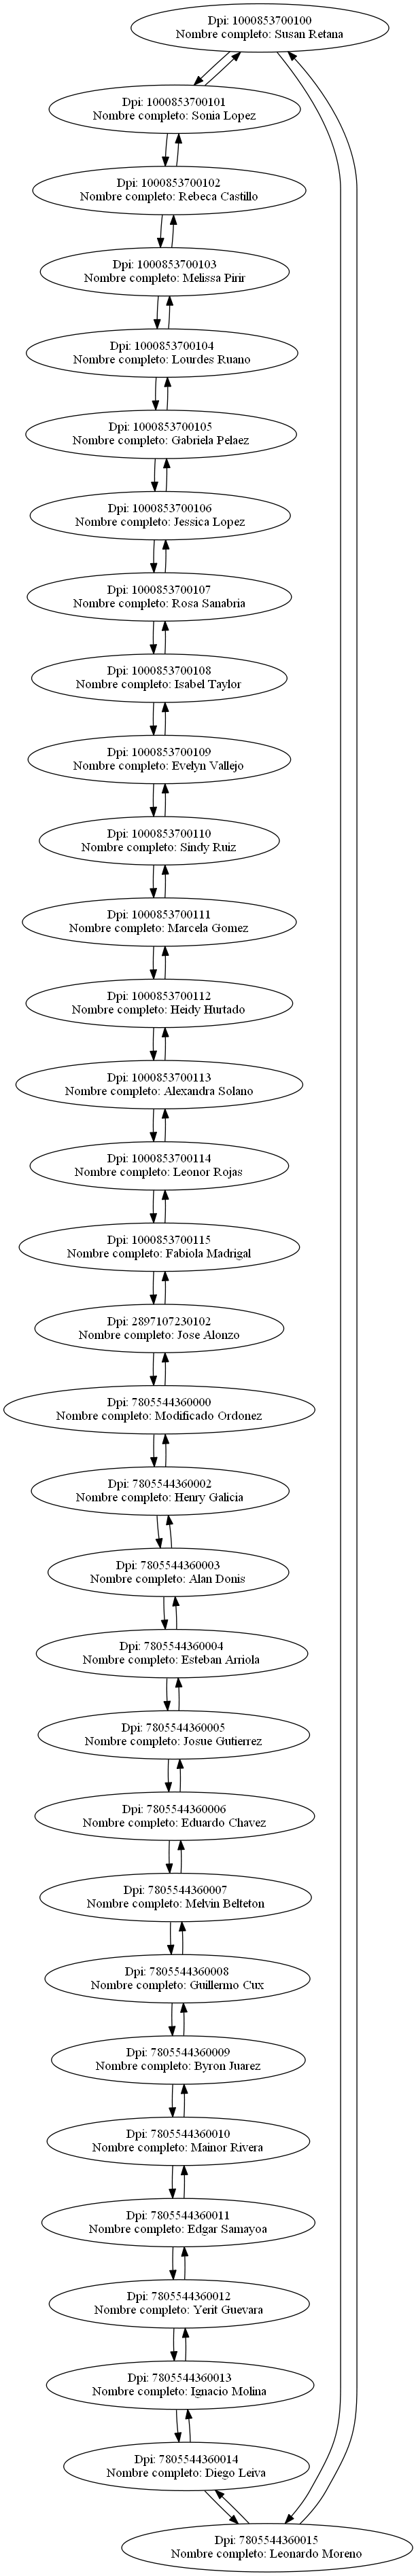 Dpi: 1000853700100
Nombre completo: Susan Retana
Dpi: 1000853700101
Nombre completo: Sonia Lopez
Dpi: 1000853700102
Nombre completo: Rebeca Castillo
Dpi: 1000853700103
Nombre completo: Melissa Pirir
Dpi: 1000853700104
Nombre completo: Lourdes Ruano
Dpi: 1000853700105
Nombre completo: Gabriela Pelaez
Dpi: 1000853700106
Nombre completo: Jessica Lopez
Dpi: 1000853700107
Nombre completo: Rosa Sanabria
Dpi: 1000853700108
Nombre completo: Isabel Taylor
Dpi: 1000853700109
Nombre completo: Evelyn Vallejo
Dpi: 1000853700110
Nombre completo: Sindy Ruiz
Dpi: 1000853700111
Nombre completo: Marcela Gomez
Dpi: 1000853700112
Nombre completo: Heidy Hurtado
Dpi: 1000853700113
Nombre completo: Alexandra Solano
Dpi: 1000853700114
Nombre completo: Leonor Rojas
Dpi: 1000853700115
Nombre completo: Fabiola Madrigal
Dpi: 2897107230102
Nombre completo: Jose Alonzo
Dpi: 7805544360000
Nombre completo: Modificado Ordonez
Dpi: 7805544360002
Nombre completo: Henry Galicia
Dpi: 7805544360003
Nombre completo: Alan Donis
Dpi: 7805544360004
Nombre completo: Esteban Arriola
Dpi: 7805544360005
Nombre completo: Josue Gutierrez
Dpi: 7805544360006
Nombre completo: Eduardo Chavez
Dpi: 7805544360007
Nombre completo: Melvin Belteton
Dpi: 7805544360008
Nombre completo: Guillermo Cux
Dpi: 7805544360009
Nombre completo: Byron Juarez
Dpi: 7805544360010
Nombre completo: Mainor Rivera
Dpi: 7805544360011
Nombre completo: Edgar Samayoa
Dpi: 7805544360012
Nombre completo: Yerit Guevara
Dpi: 7805544360013
Nombre completo: Ignacio Molina
Dpi: 7805544360014
Nombre completo: Diego Leiva
Dpi: 7805544360015
Nombre completo: Leonardo Moreno